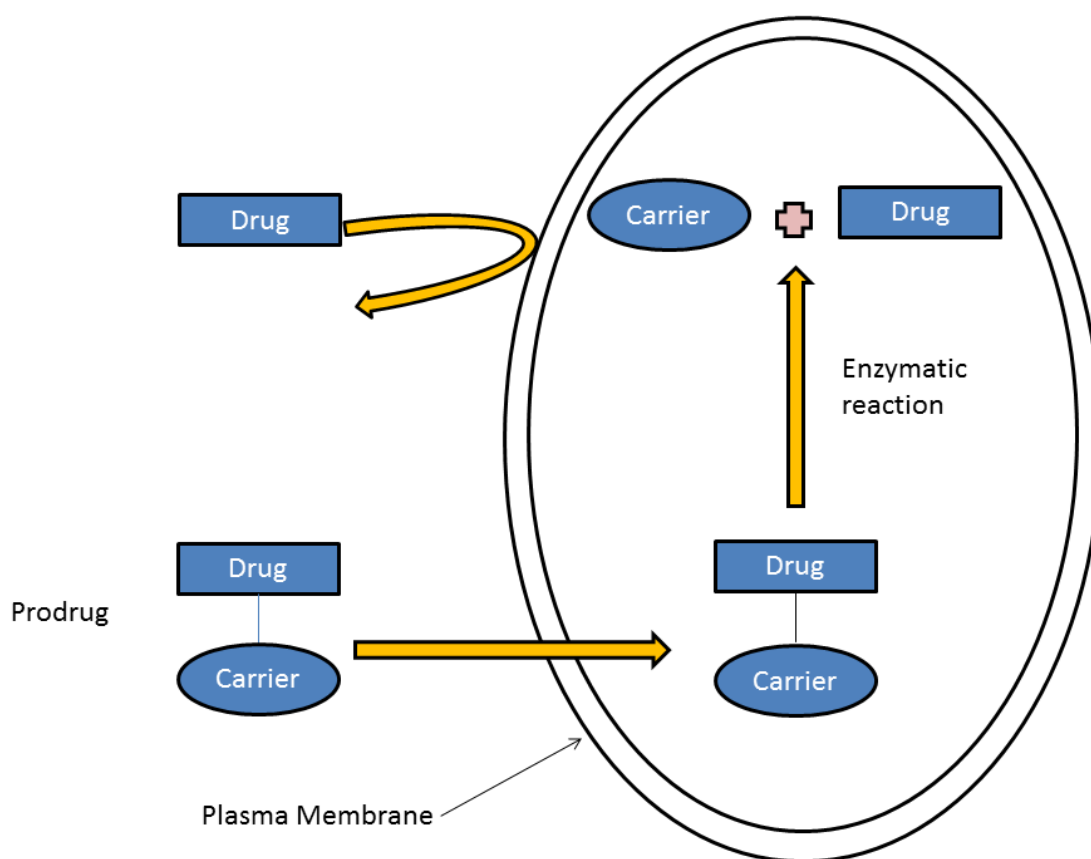 Drug
Carrier
Drug
Enzymatic
reaction
Drug
Drug
Prodrug
Carrier
Carrier
Plasma Membrane